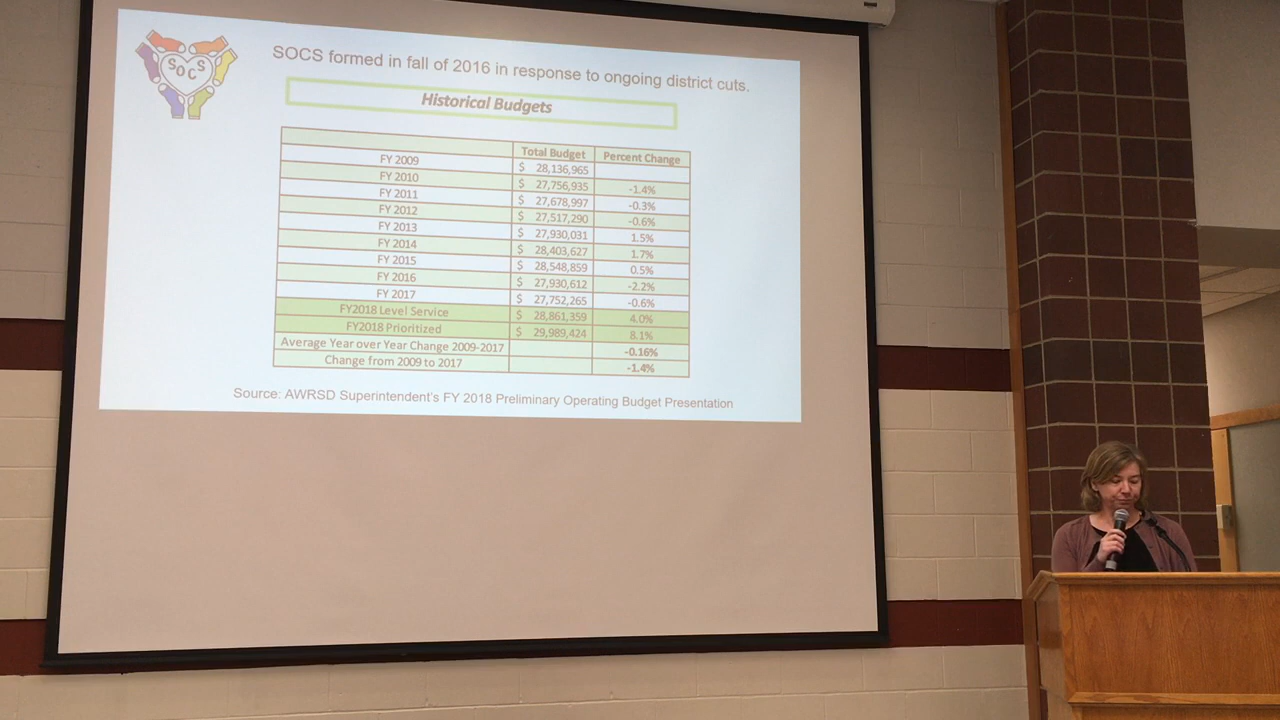 SOCS
SOCS formed in fall of 2016 in response to ongoing district cuts.
Historical Budgets
Total Budget Percent Change
FY 2009 $ 28,136,965
FY 2010 $ 27,756,935 -1.4%
FY 2011 $ 27,678,997 -0.3%
FY 2012 $ 27,517,290 -0.6%
FY 2013 $ 27,930,031 1.5%
FY 2014 $ 28,403,627 1.7%
FY 2015 $ 28,548,859 0.5%
FY 2016 $ 27,930,612 -2.2%
FY 2017 $ 27,752,265 -0.6%
FY2018 Level Service $ 28,861,359 4.0%
FY2018 Prioritized $ 29,989,424 8.1%
Average Year over Year Change 2009-2017 -0.16%
Change from 2009 to 2017 -1.4%
Source: AWRSD Superintendent's FY 2018 Preliminary Operating Budget Presentation